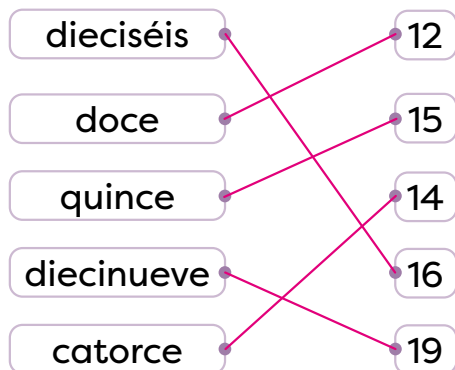 dieciséis 12
doce 15
quince 14
diecinueve 16
catorce 19